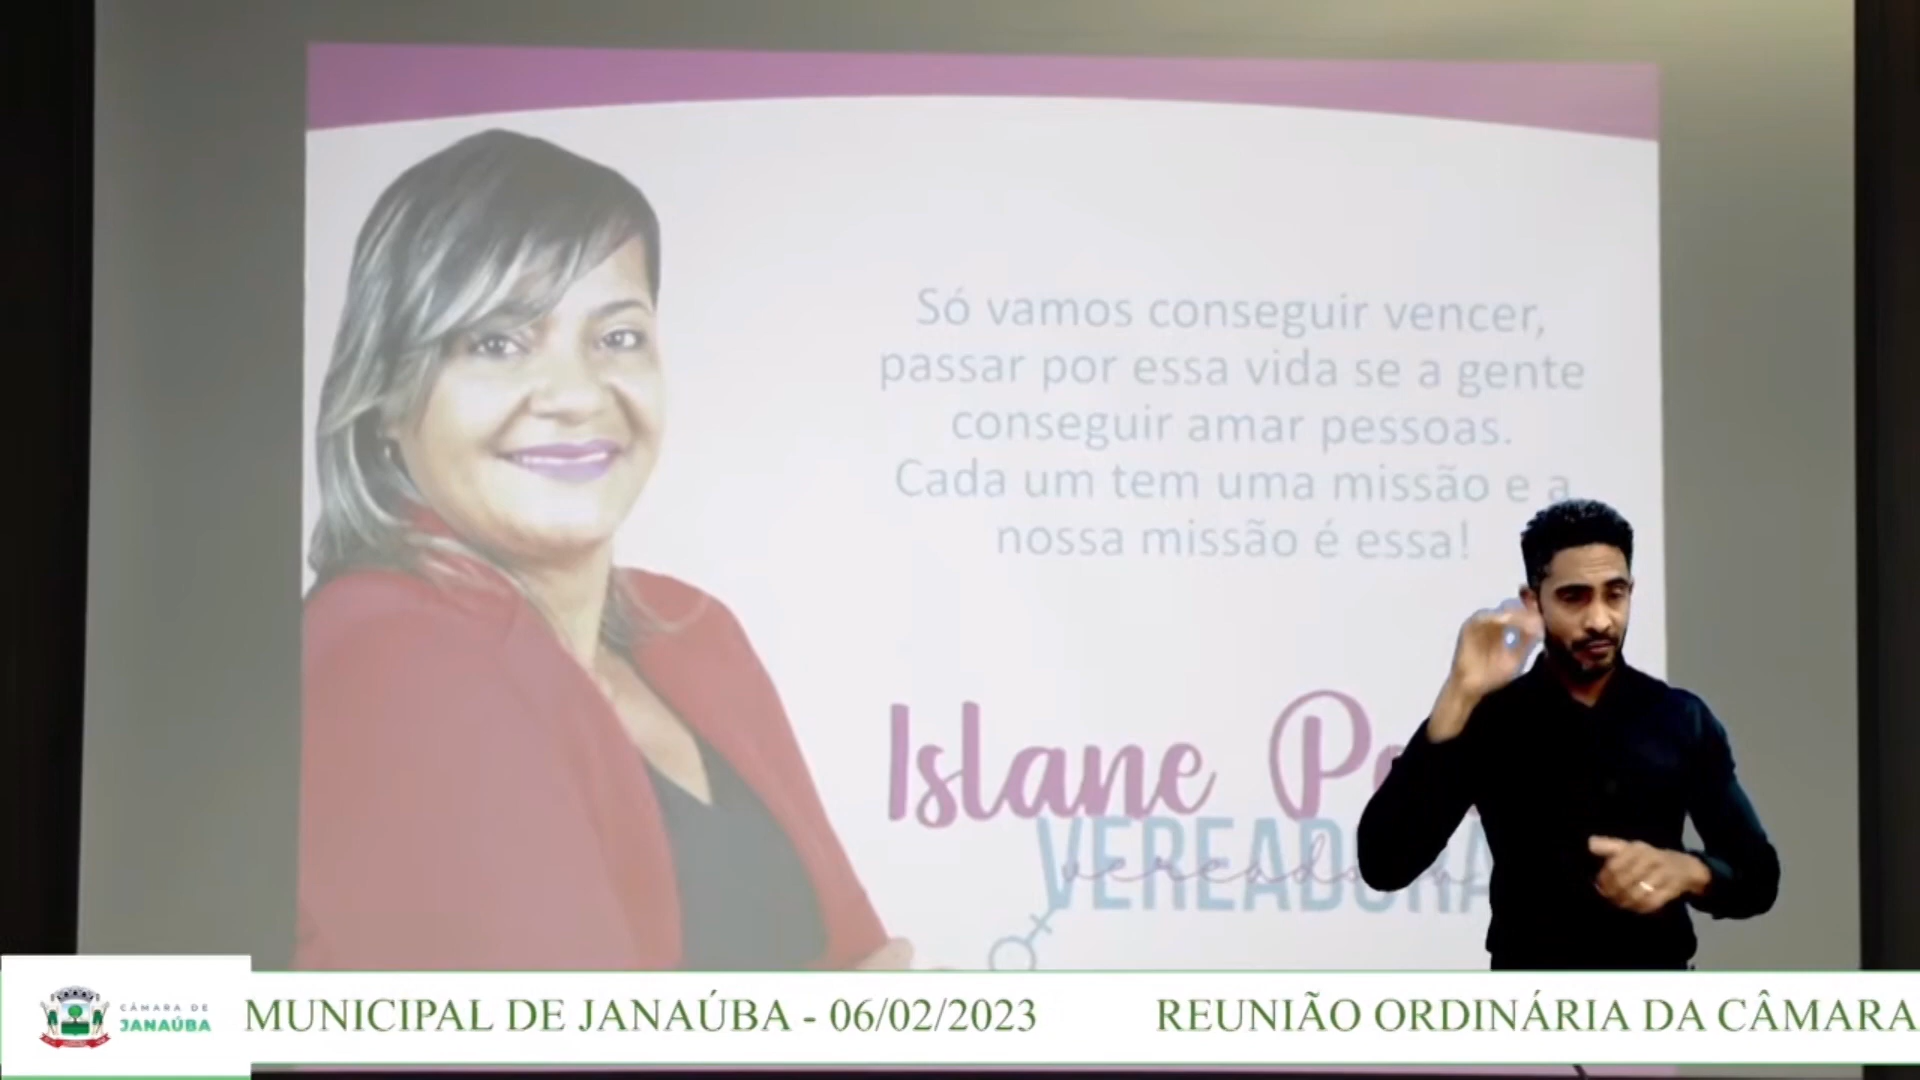 Só vamos conseguir vencer,
passar por essa vida se a gente
conseguir amar pessoas.
Cada um tem uma missão e a
nossa missão é essa!
Islane
VEREADORA
CÂMARA DE
JANAÚBA
MUNICIPAL DE JANAÚBA - 06/02/2023 REUNIÃO ORDINÁRIA DA CÂMARA